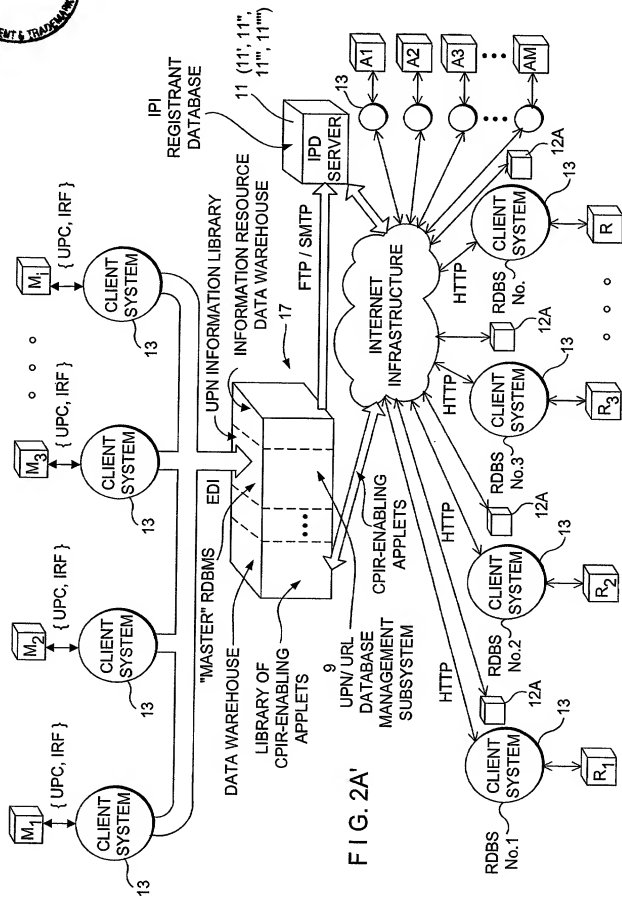 ENT & TRADEMARK
M1
M2
M3
Mi
{ UPC, IRF }
{ UPC, IRF }
{ UPC, IRF }
{ UPC, IRF }
CLIENT
SYSTEM
CLIENT
SYSTEM
CLIENT
SYSTEM
CLIENT
SYSTEM
13
13
13
13
EDI
"MASTER" RDBMS
UPN INFORMATION LIBRARY
INFORMATION RESOURCE
DATA WAREHOUSE
17
DATA WAREHOUSE
LIBRARY OF
CPIR-ENABLING
APPLETS
9
UPN/ URL
DATABASE
MANAGEMENT
SUBSYSTEM
CPIR-ENABLING
APPLETS
FTP / SMTP
IPI
REGISTRANT
DATABASE
11 (11', 11",
11"', 11"")
IPD
SERVER
INTERNET
INFRASTRUCTURE
13
A1
A2
A3
AM
HTTP
HTTP
HTTP
HTTP
12A
12A
12A
12A
RDBS
No.1
RDBS
No.2
RDBS
No.3
RDBS
No.
CLIENT
SYSTEM
CLIENT
SYSTEM
CLIENT
SYSTEM
CLIENT
SYSTEM
13
13
13
13
R1
R2
R3
R
FIG. 2A'